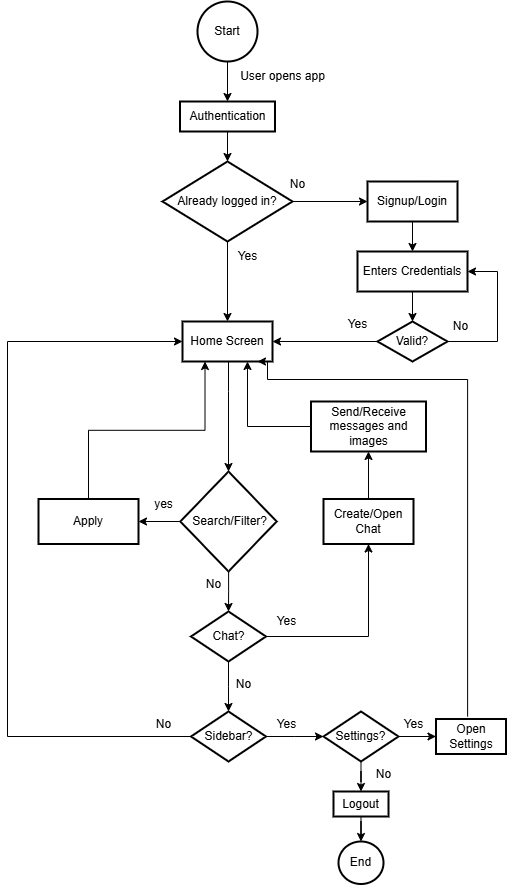 Start
User opens app
Authentication
Already logged in?
No
Signup/Login
Yes
Enters Credentials
Home Screen
Yes
Valid?
No
Send/Receive
messages and
images
Apply
yes
Search/Filter?
Create/Open
Chat
No
Chat?
Yes
No
No
Sidebar?
Yes
Settings?
Yes
Open
Settings
No
Logout
End